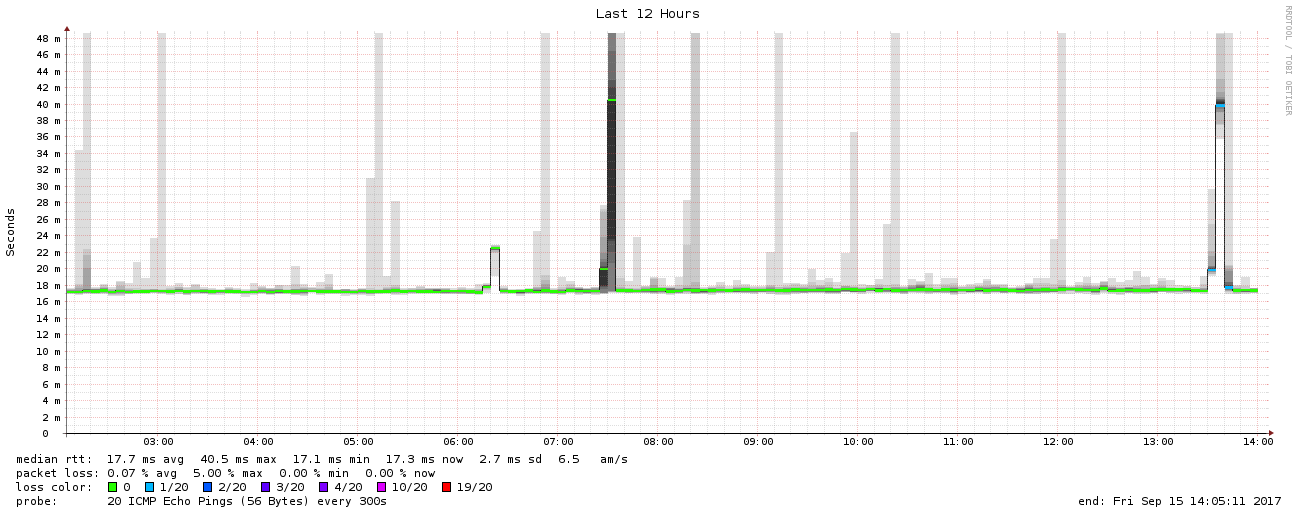 Last 12 Hours
RRDTOOL / TOBI OETIKER
Seconds
48 m
46 m
44 m
42 m
40 m
38 m
36 m
34 m
32 m
30 m
28 m
26 m
24 m
22 m
20 m
18 m
16 m
14 m
12 m
10 m
8 m
6 m
4 m
2 m
0
03:00 04:00 05:00 06:00 07:00 08:00 09:00 10:00 11:00 12:00 13:00 14:00
median rtt: 17.7 ms avg 40.5 ms max 17.1 ms min 17.3 ms now 2.7 ms sd 6.5 am/s
packet loss: 0.07 % avg 5.00 % max 0.00 % min 0.00 % now
loss color: 0 1/20 2/20 3/20 4/20 10/20 19/20
probe: 20 ICMP Echo Pings (56 Bytes) every 300s end: Fri Sep 15 14:05:11 2017